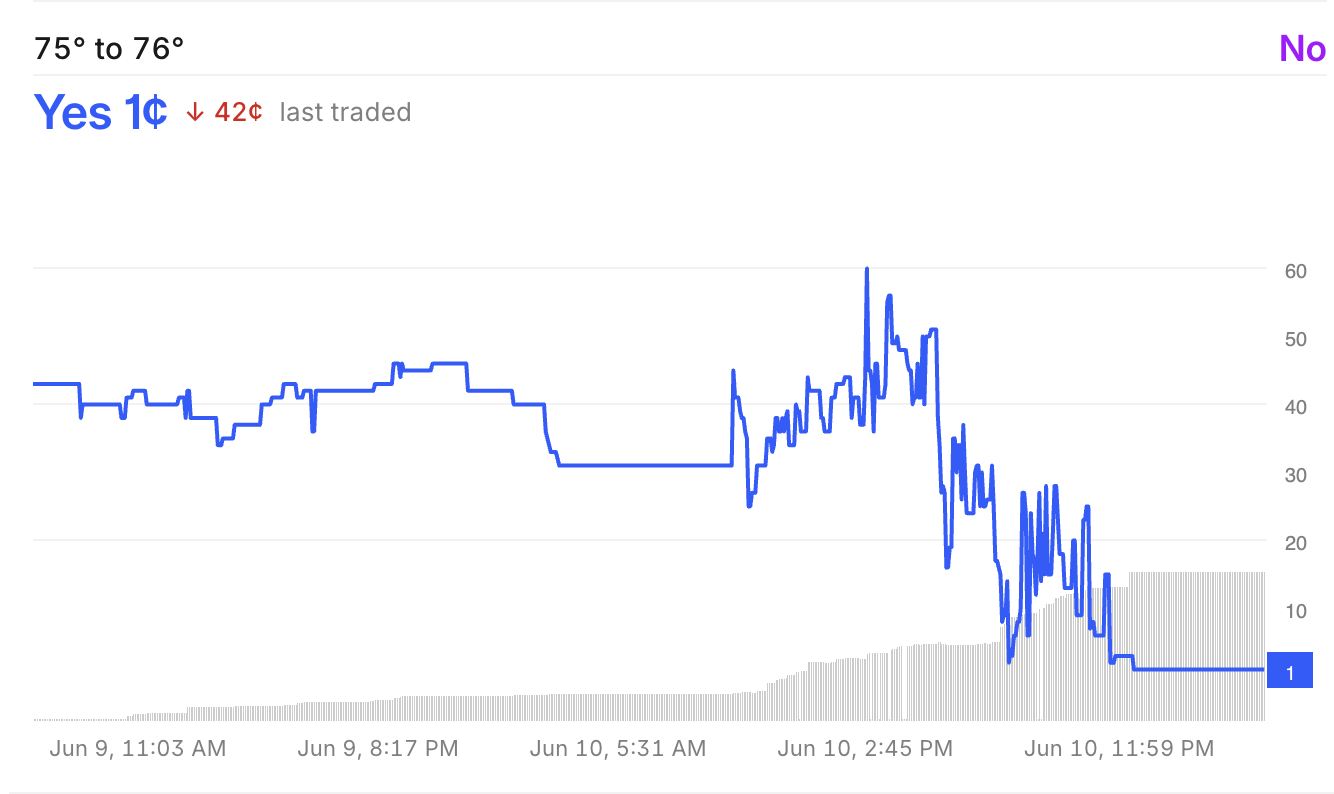 75° to 76°
No
Yes 1¢ ↓ 42¢ last traded
60
50
40
30
20
10
1
Jun 9, 11:03 AM Jun 9, 8:17 PM Jun 10, 5:31 AM Jun 10, 2:45 PM Jun 10, 11:59 PM